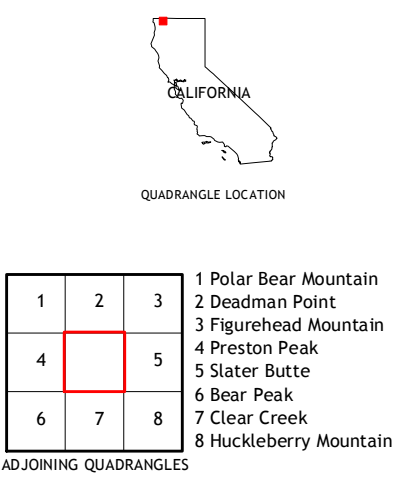 CALIFORNIA
QUADRANGLE LOCATION
1 2 3
4 5
6 7 8
1 Polar Bear Mountain
2 Deadman Point
3 Figurehead Mountain
4 Preston Peak
5 Slater Butte
6 Bear Peak
7 Clear Creek
8 Huckleberry Mountain
ADJOINING QUADRANGLES